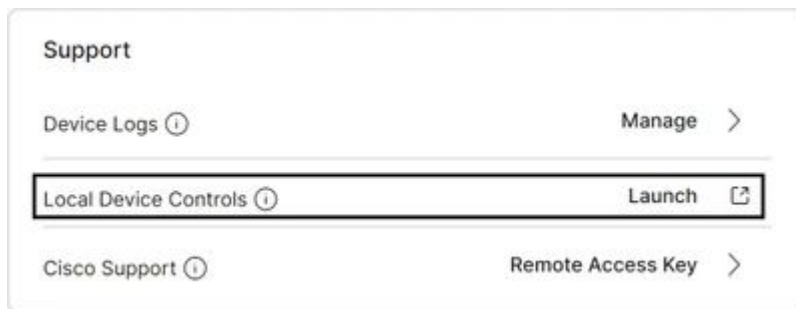 Support
Device Logs Manage
Local Device Controls Launch
Cisco Support Remote Access Key